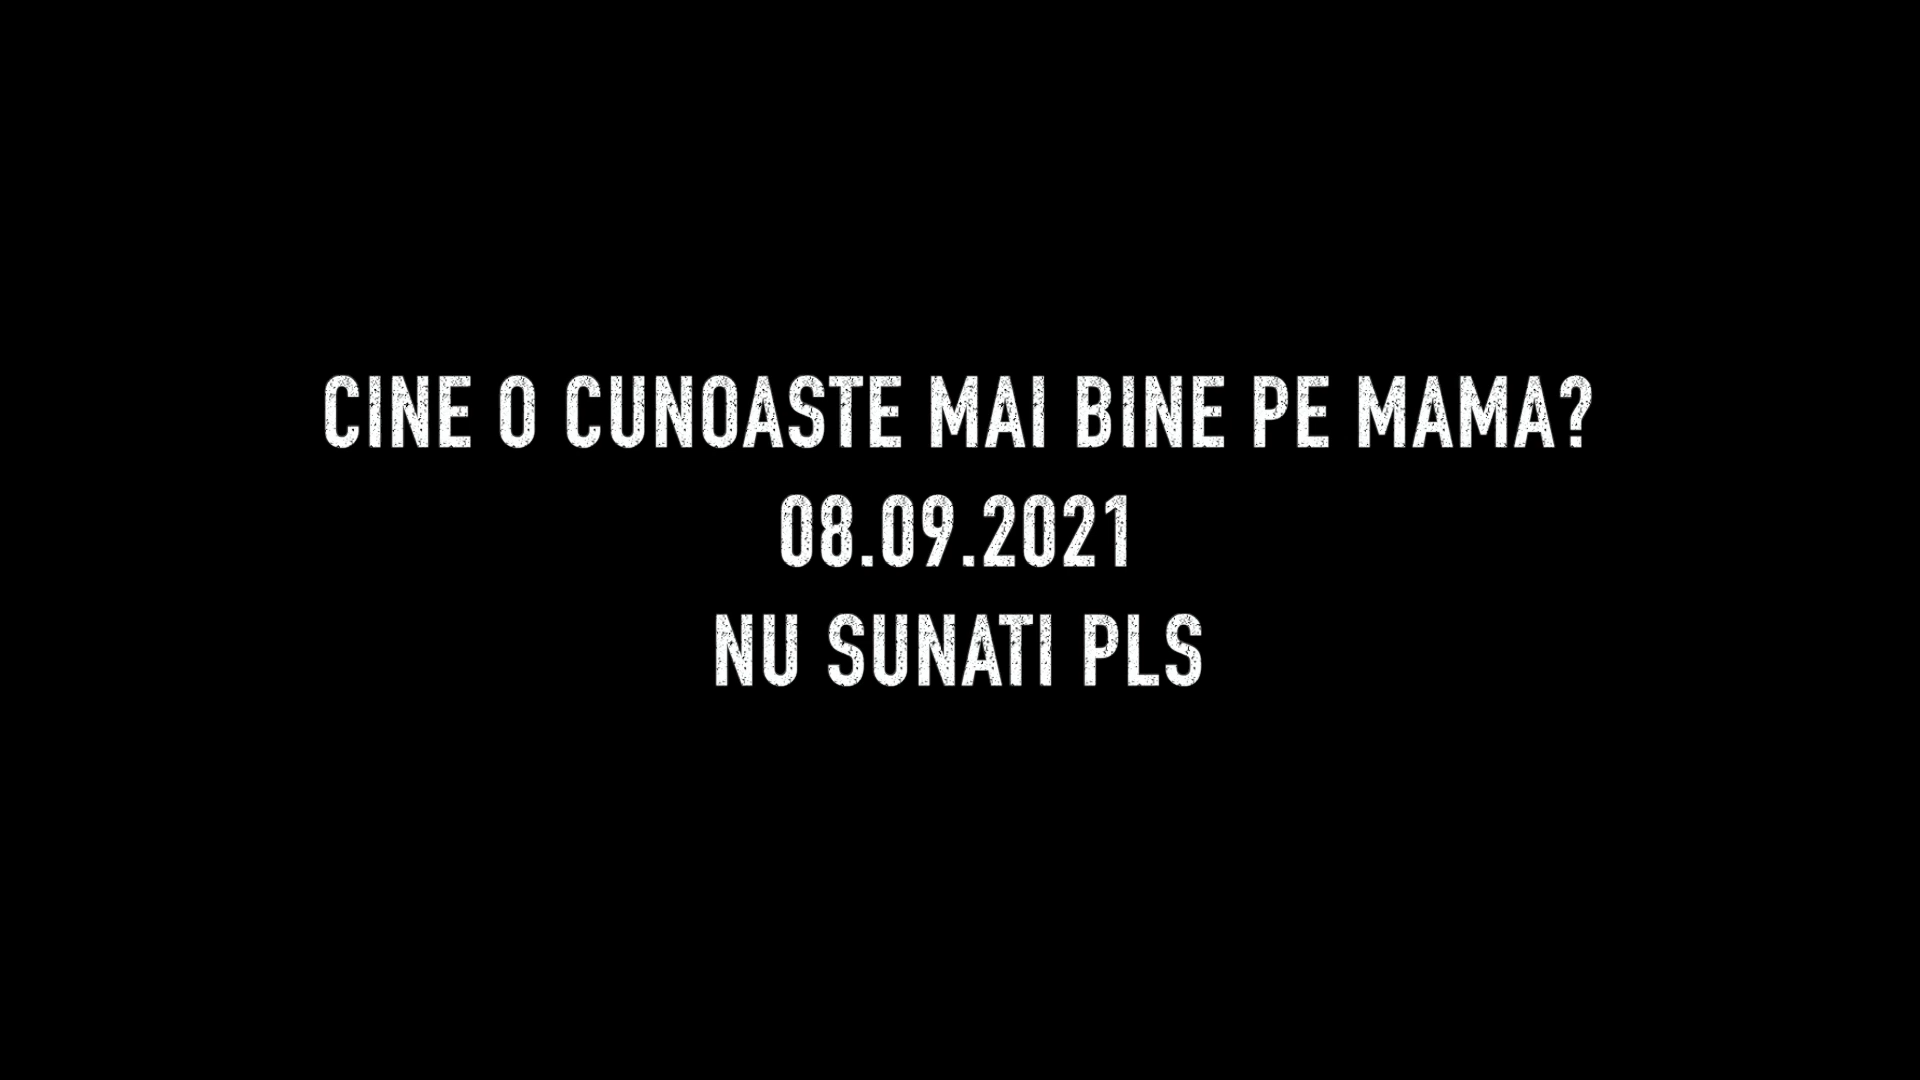 CINE O CUNOASTE MAI BINE PE MAMA?
08.09.2021
NU SUNATI PLS